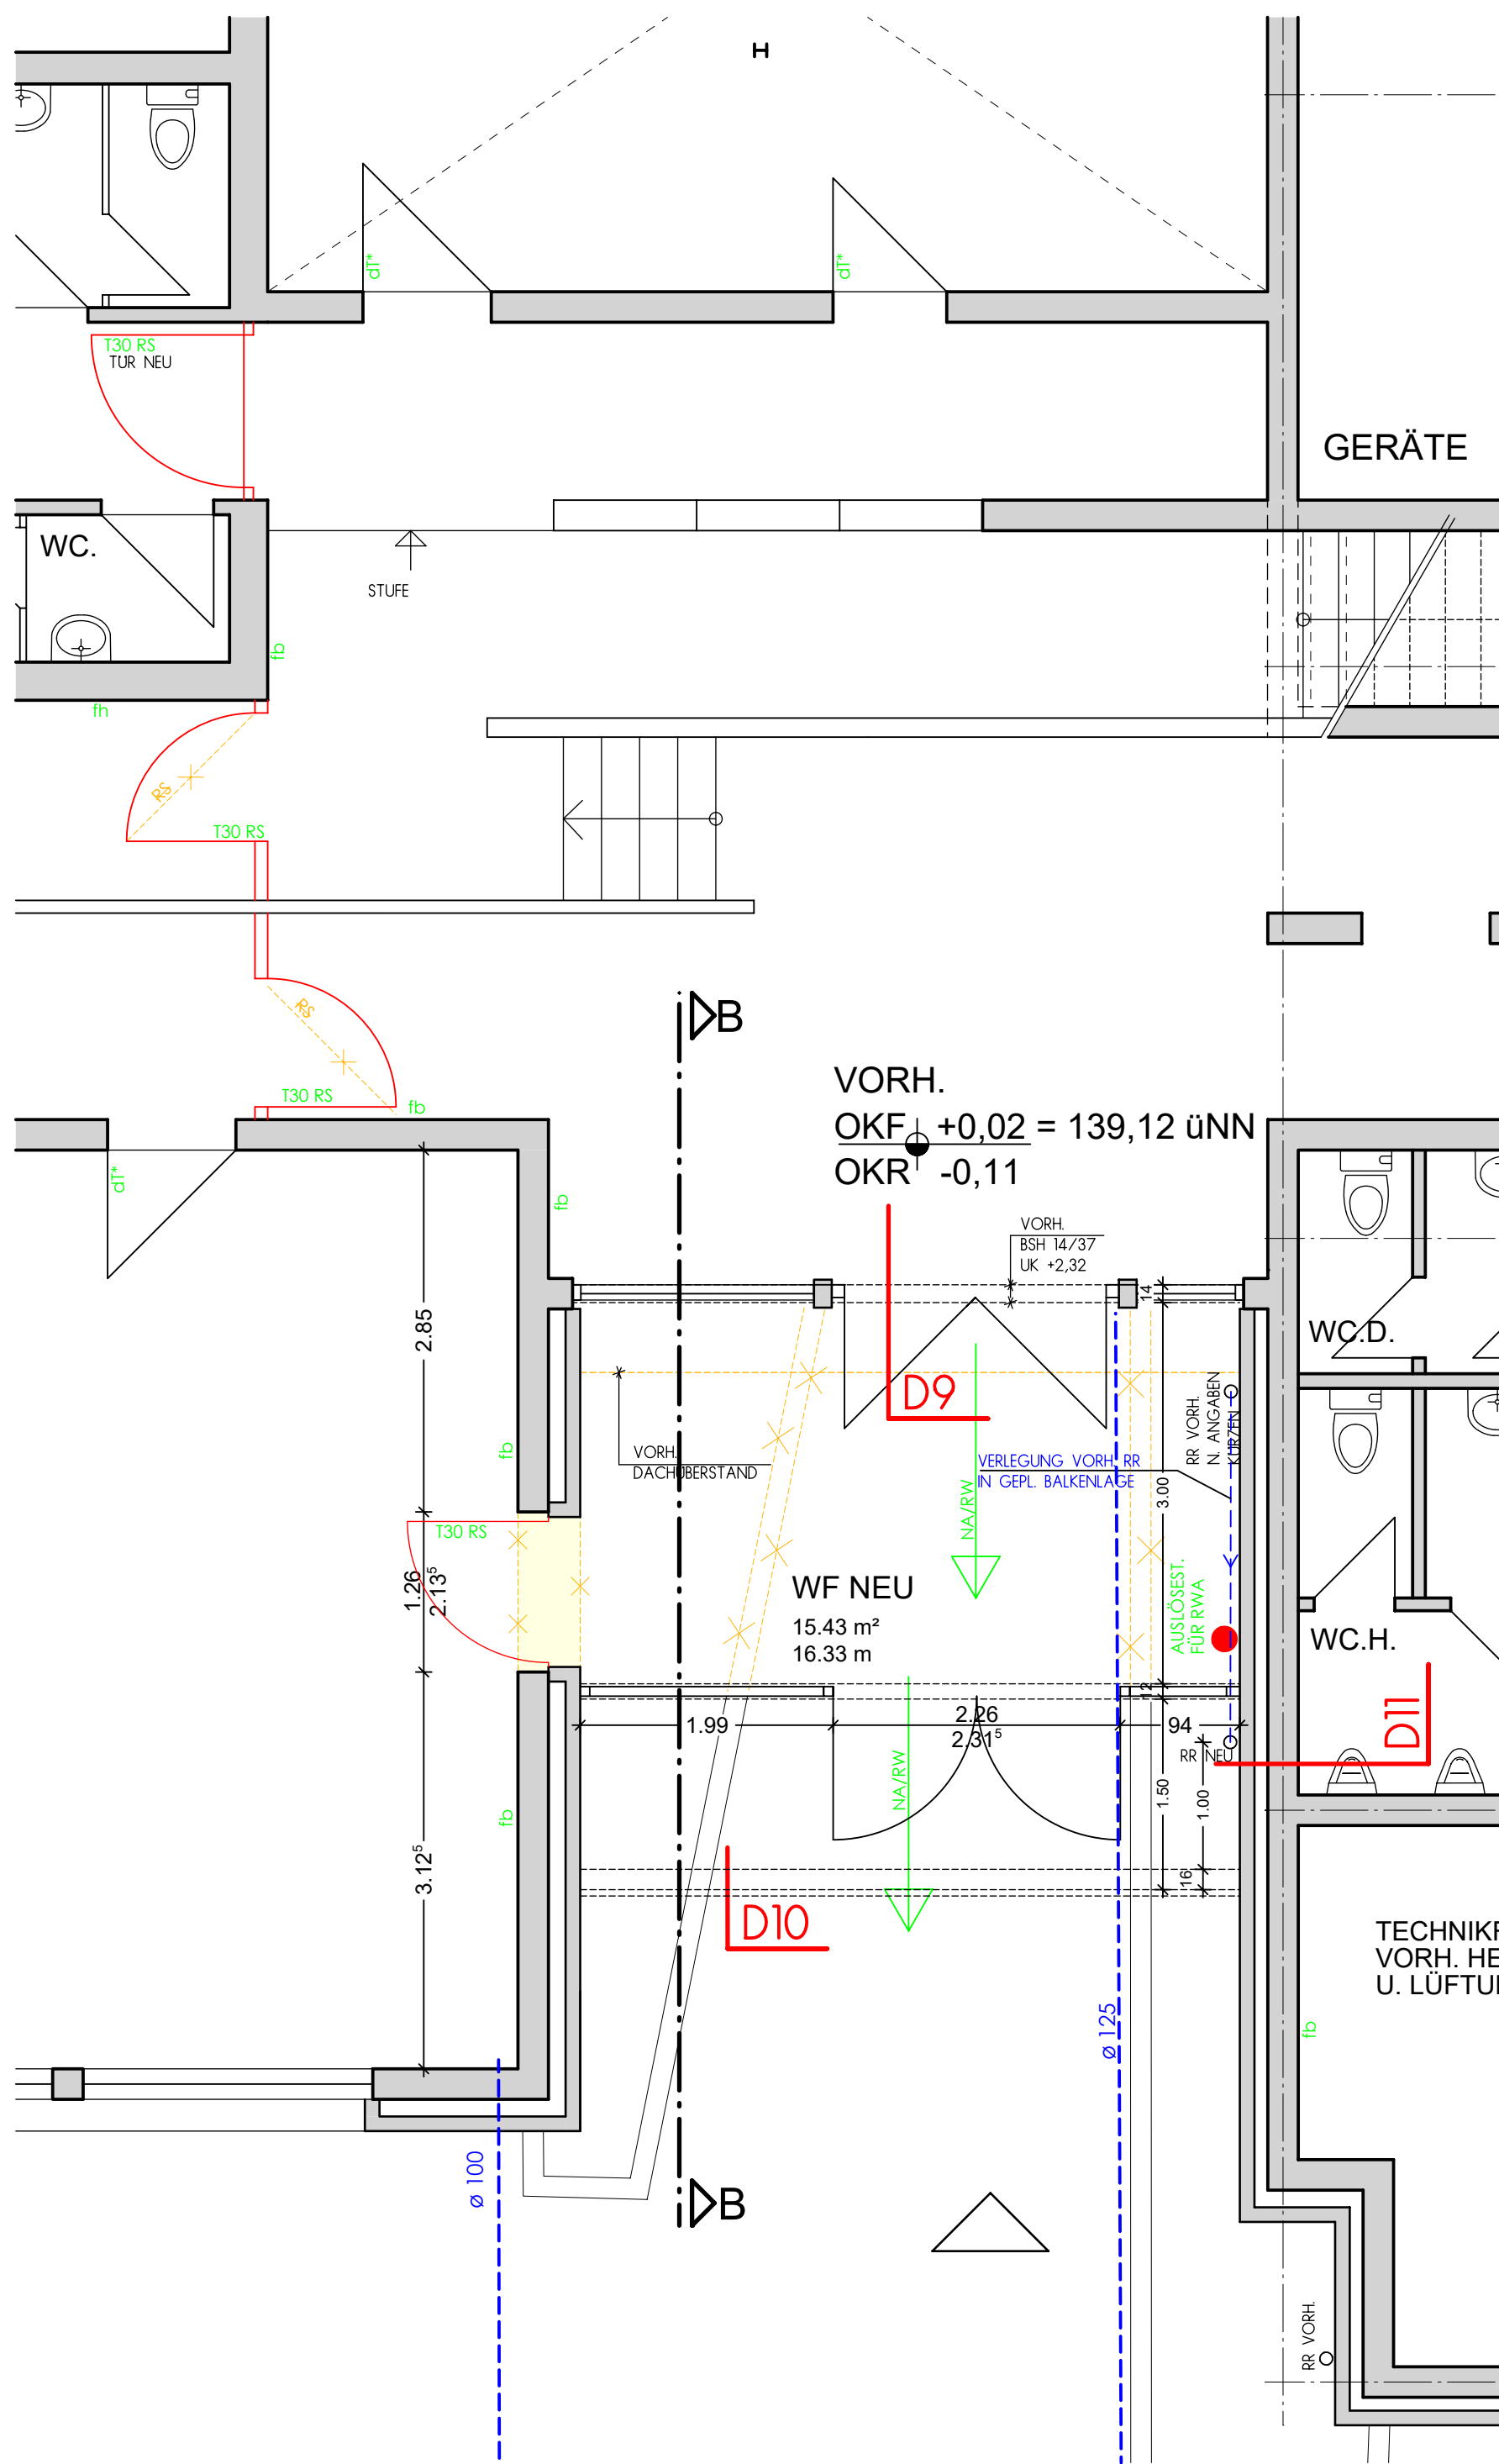 H
dT*
dT*
T30 RS
TÜR NEU
GERÄTE
WC.
STUFE
fb
fh
RS
T30 RS
RS
T30 RS
fb
B
VORH.
OKF +0,02 = 139,12 üNN
OKR -0,11
dT*
fb
VORH.
BSH 14/37
UK +2,32
14
2.85
WC.D.
D9
RR VORH.
N. ANGABEN
KÜRZEN
fb
VORH.
DACHÜBERSTAND
VERLEGUNG VORH. RR
IN GEPL. BALKENLAGE
3.00
NA/RW
T30 RS
1.26
2.13⁵
WF NEU
15.43 m²
16.33 m
AUSLÖSEST.
FÜR RWA
WC.H.
12
D11
1.99
2.26
2.31⁵
94
RR NEU
NA/RW
1.50
1.00
fb
3.12⁵
16
D10
TECHNIKR
VORH. HE
U. LÜFTU
ø 125
fb
ø 100
B
RR VORH.